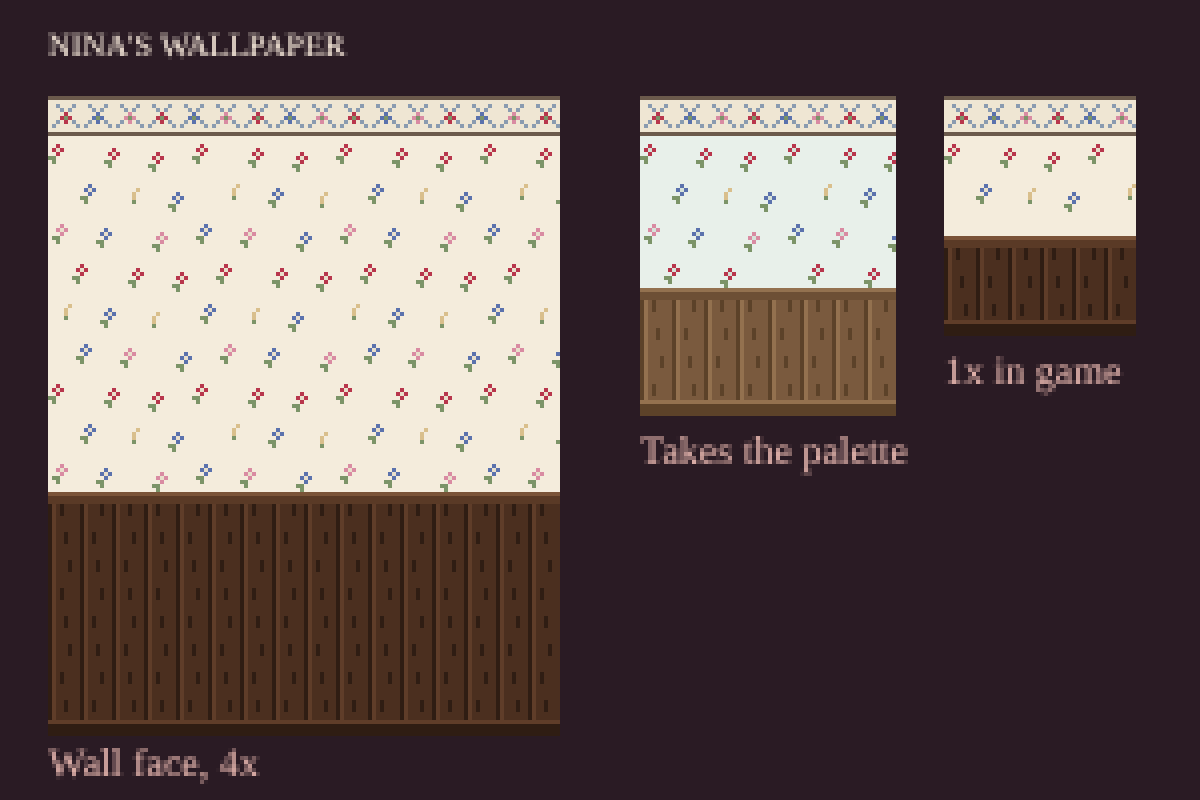 NINA'S WALLPAPER
1x in game
Takes the palette
Wall face, 4x